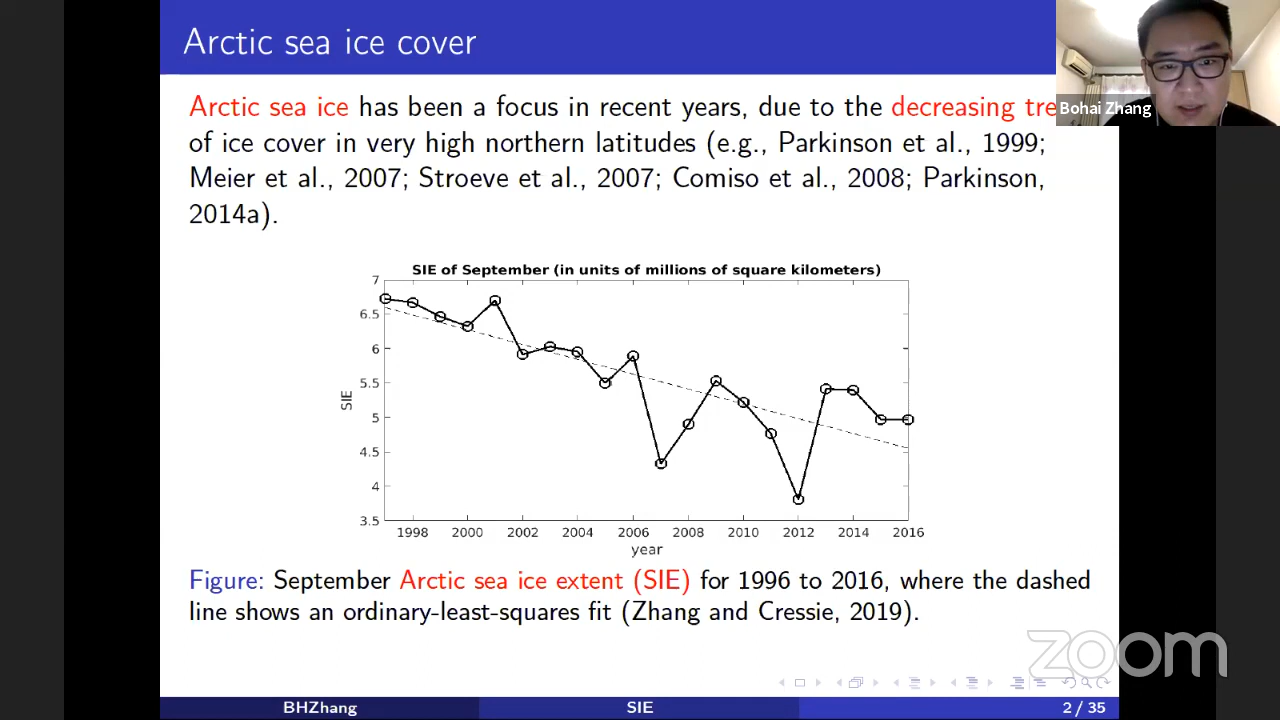 Arctic sea ice cover
Bohai Zhang
Arctic sea ice has been a focus in recent years, due to the decreasing tre
of ice cover in very high northern latitudes (e.g., Parkinson et al., 1999;
Meier et al., 2007; Stroeve et al., 2007; Comiso et al., 2008; Parkinson,
2014a).
SIE of September (in units of millions of square kilometers)
7
6.5
6
5.5
5
4.5
4
3.5
SIE
1998 2000 2002 2004 2006 2008 2010 2012 2014 2016
year
Figure: September Arctic sea ice extent (SIE) for 1996 to 2016, where the dashed
line shows an ordinary-least-squares fit (Zhang and Cressie, 2019).
zoom
BHZhang SIE 2 / 35